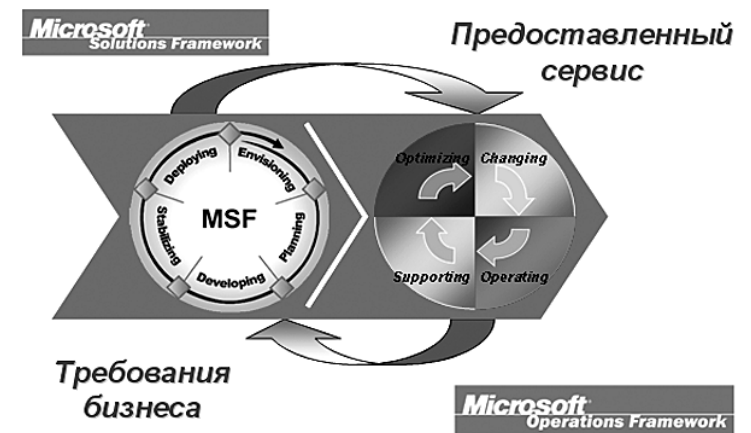 Microsoft
Solutions Framework
Предоставленный
сервис
Deploying
Envisioning
Stabilizing
MSF
Planning
Developing
Optimizing
Changing
Supporting
Operating
Требования
бизнеса
Microsoft
Operations Framework